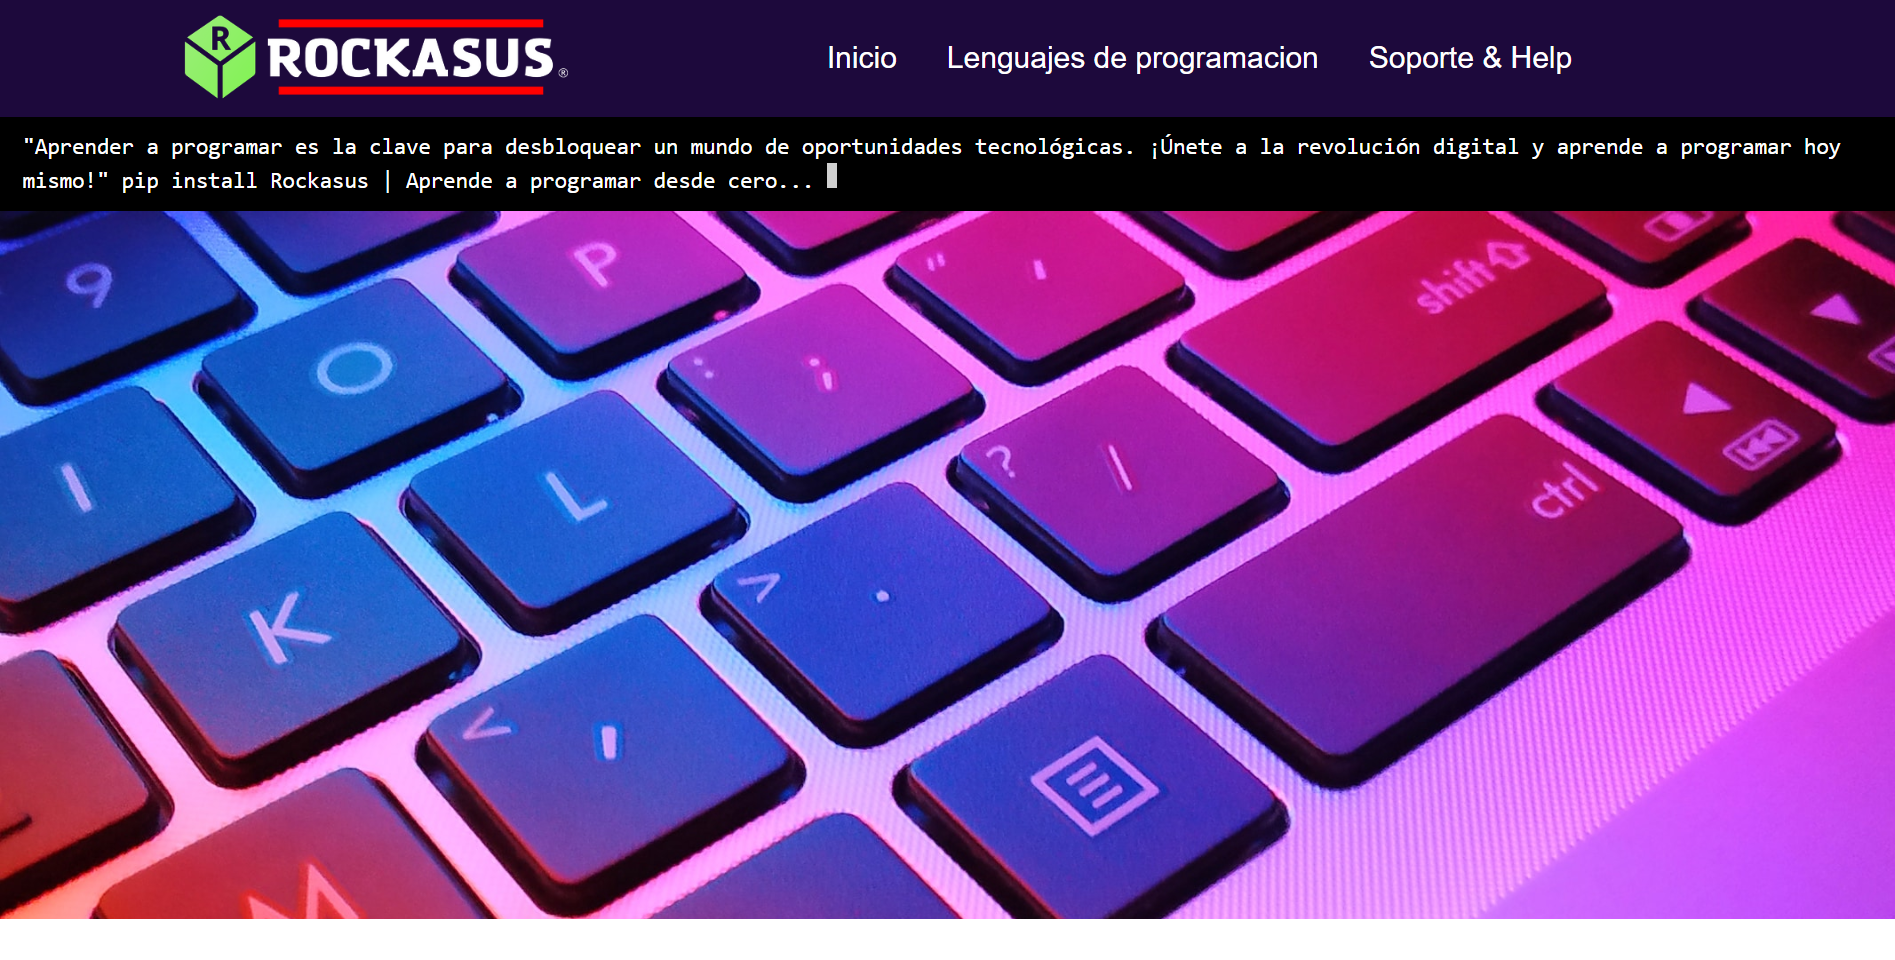 R ROCKASUS®
Inicio Lenguajes de programacion Soporte & Help
"Aprender a programar es la clave para desbloquear un mundo de oportunidades tecnológicas. ¡Únete a la revolución digital y aprende a programar hoy
mismo!" pip install Rockasus | Aprende a programar desde cero...
9
P
" '
shift
O
: ;
I
L
? /
ctrl
K
> .
< ,
M